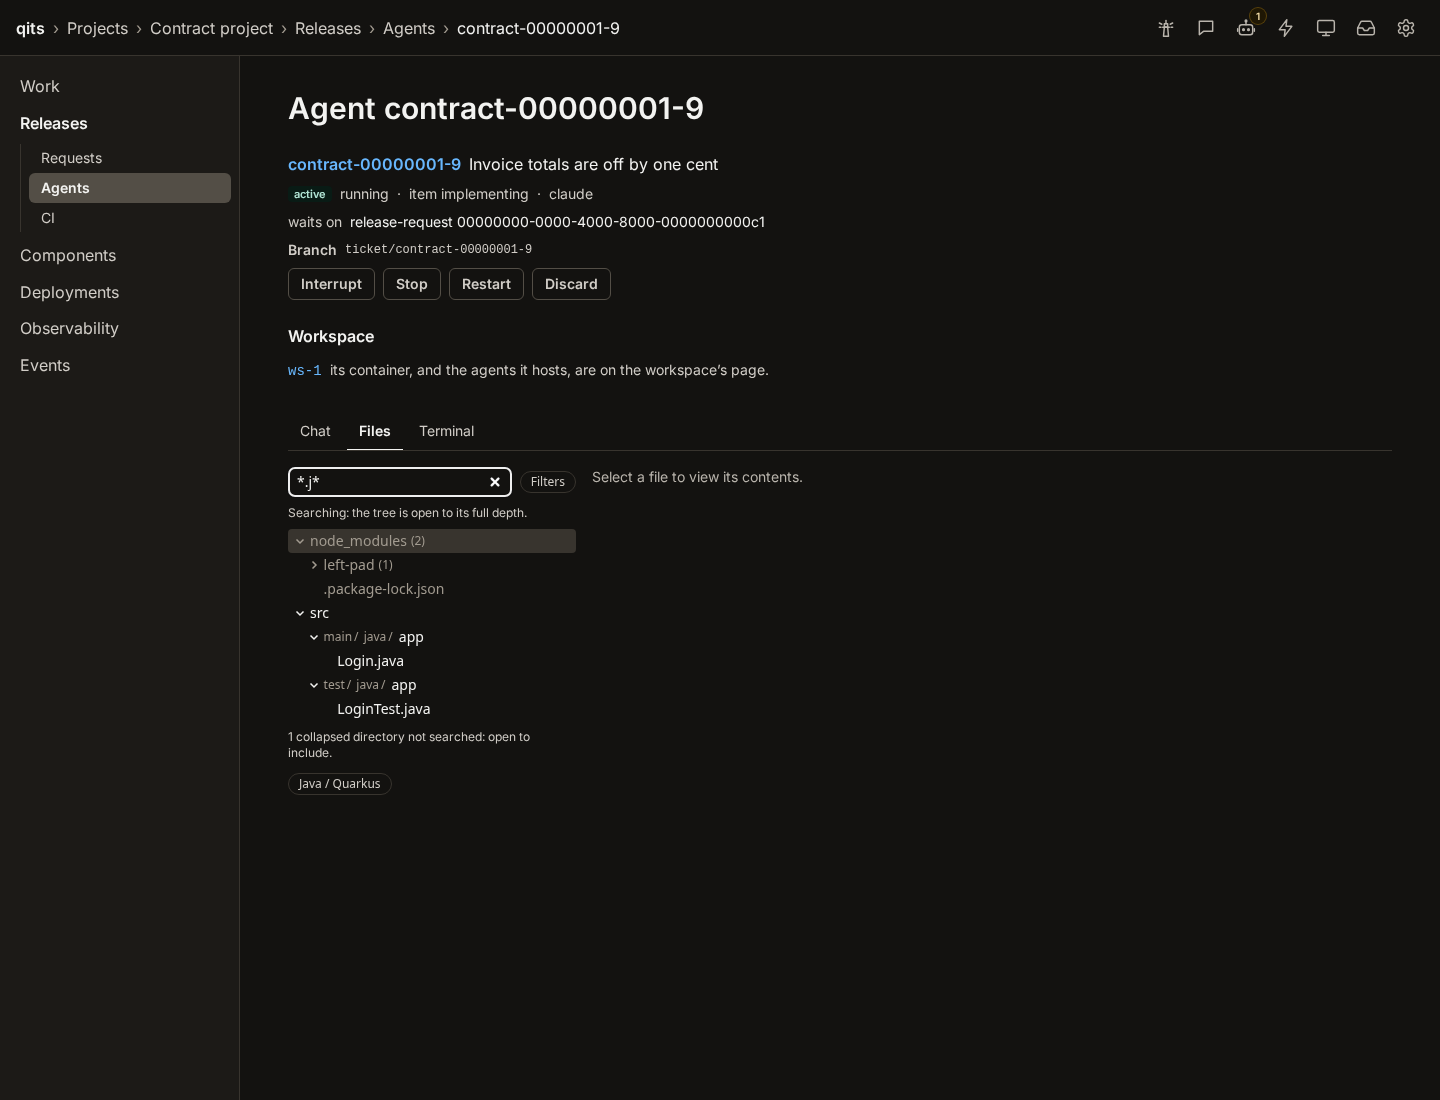 qits › Projects › Contract project › Releases › Agents › contract-00000001-9
1
Work
Releases
Requests
Agents
CI
Components
Deployments
Observability
Events
Agent contract-00000001-9
contract-00000001-9 Invoice totals are off by one cent
active running · item implementing · claude
waits on release-request 00000000-0000-4000-8000-0000000000c1
Branch ticket/contract-00000001-9
Interrupt Stop Restart Discard
Workspace
ws-1 its container, and the agents it hosts, are on the workspace’s page.
Chat Files Terminal
*.j* Filters
Select a file to view its contents.
Searching: the tree is open to its full depth.
node_modules (2)
left-pad (1)
.package-lock.json
src
main/ java/ app
Login.java
test/ java/ app
LoginTest.java
1 collapsed directory not searched: open to
include.
Java / Quarkus